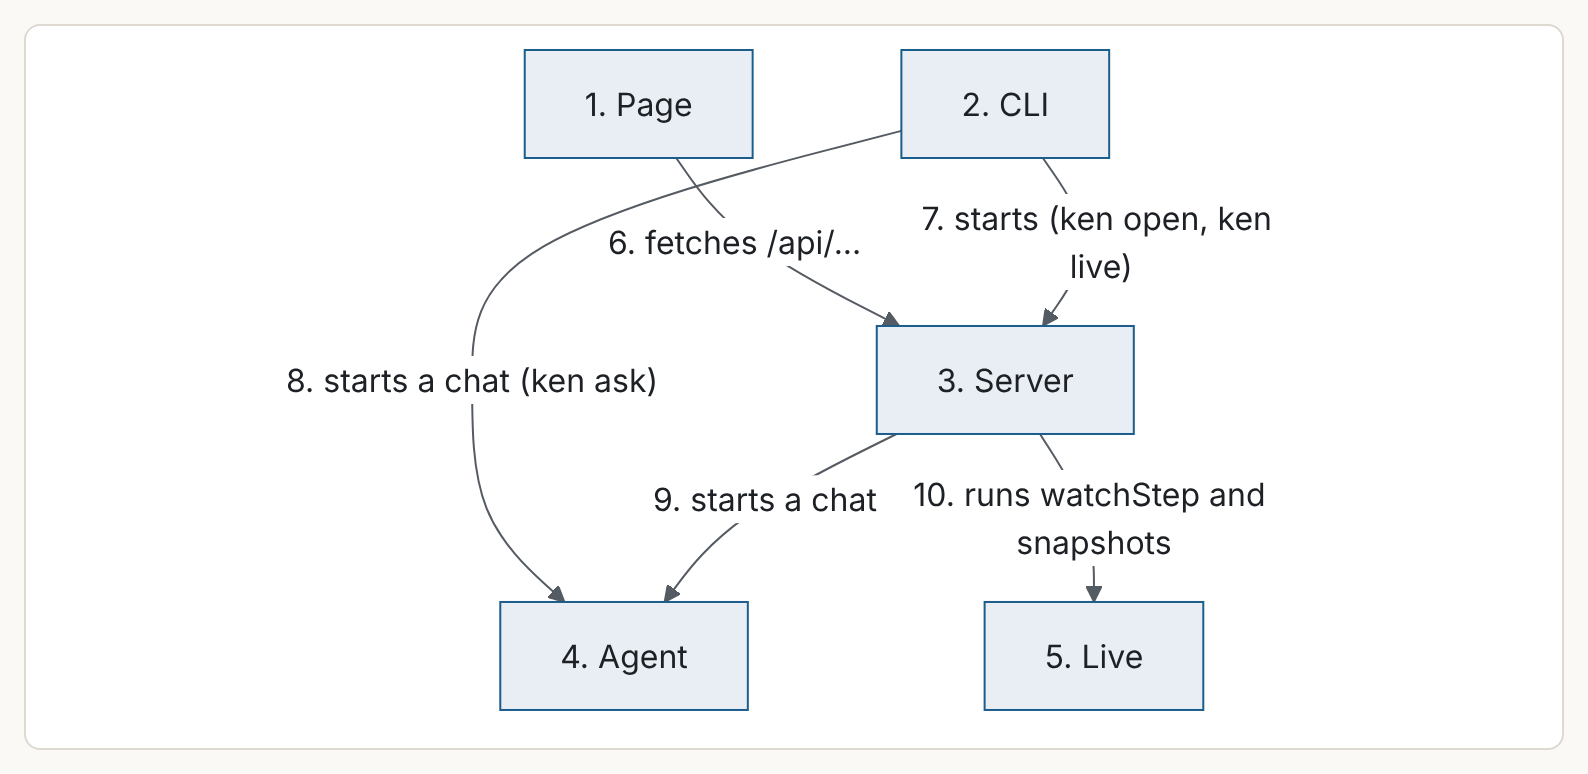 1. Page
2. CLI
7. starts (ken open, ken
live)
6. fetches /api/...
8. starts a chat (ken ask)
3. Server
9. starts a chat
10. runs watchStep and
snapshots
4. Agent
5. Live